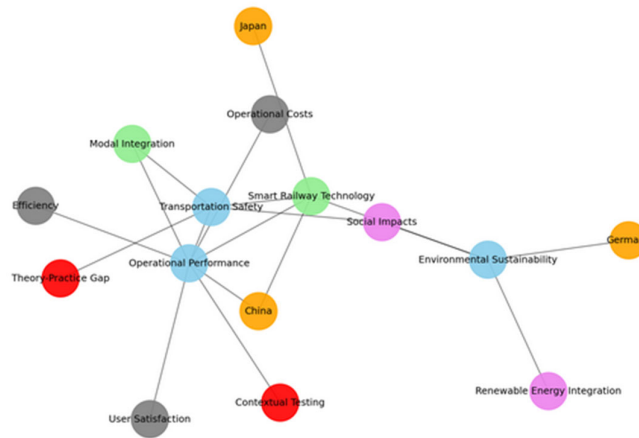 Japan
Operational Costs
Modal Integration
Smart Railway Technology
Efficiency
Transportation Safety
Social Impacts
Germa
Theory-Practice Gap
Operational Performance
Environmental Sustainability
China
Renewable Energy Integration
User Satisfaction
Contextual Testing